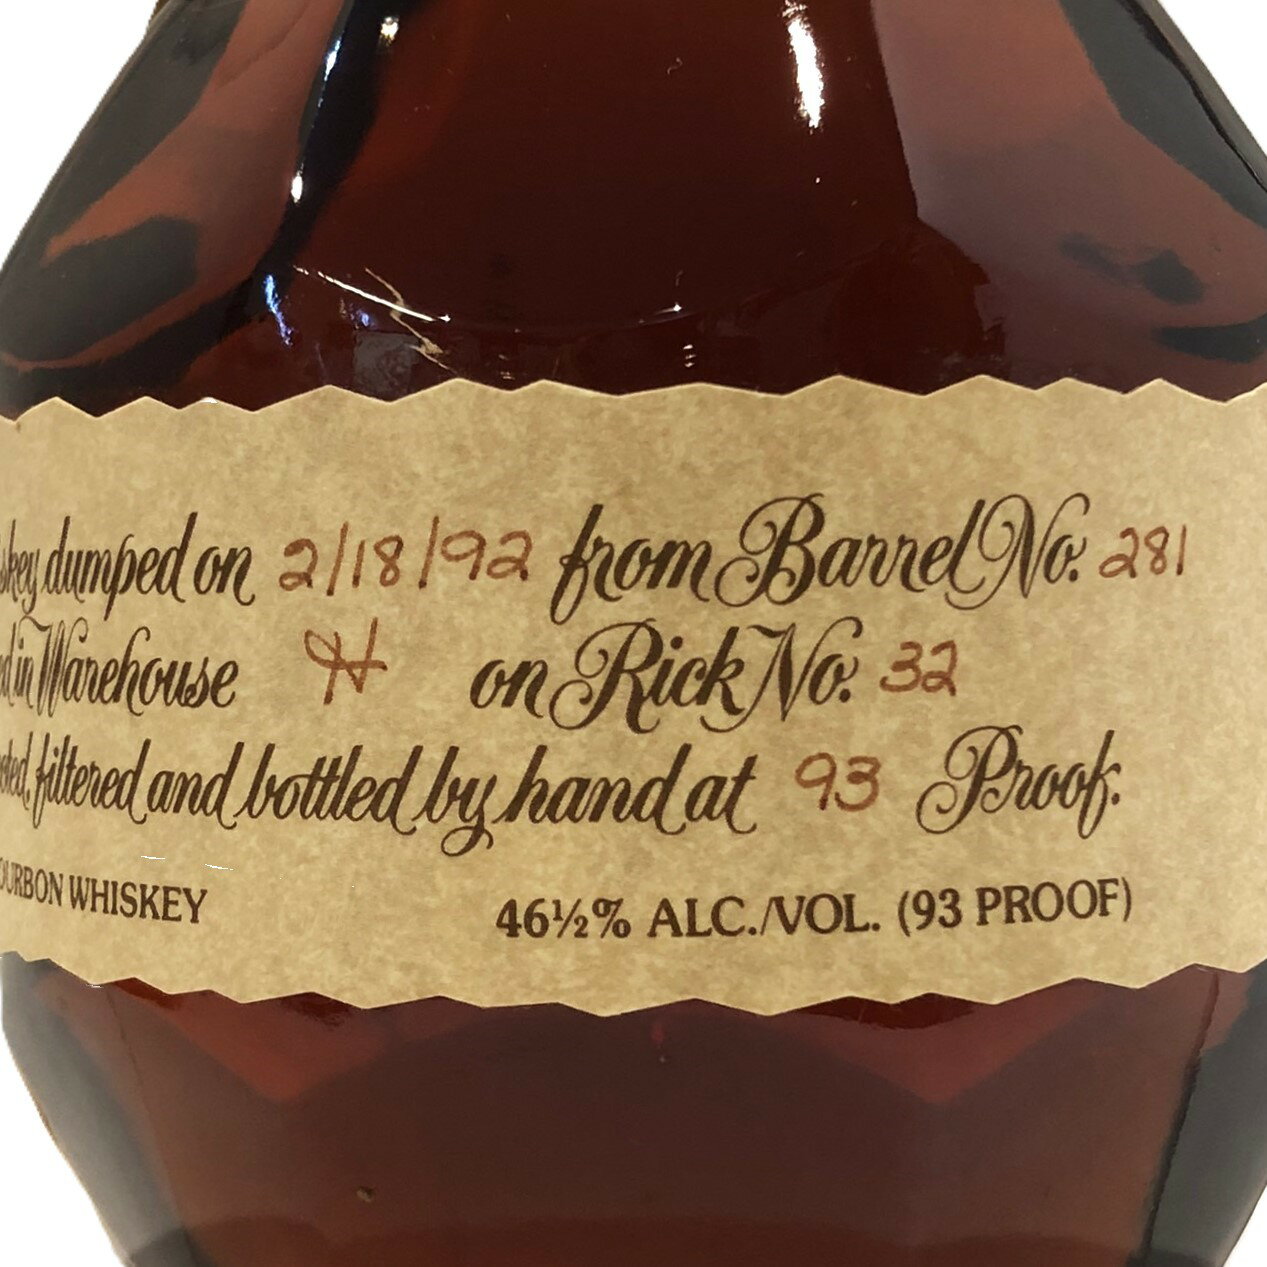 dumped on 2/18/92 from Barrel No. 281
in Warehouse H on Rick No. 32
filtered and bottled by hand at 93 Proof.
WHISKEY 46½% ALC./VOL. (93 PROOF)